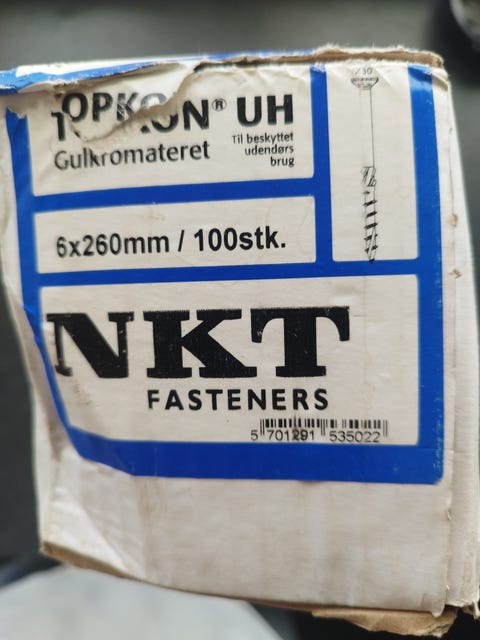 UH
Gulkromateret
Til beskyttet
udendørs
brug
6x260mm / 100stk.
NKT
FASTENERS
5 701291 535022